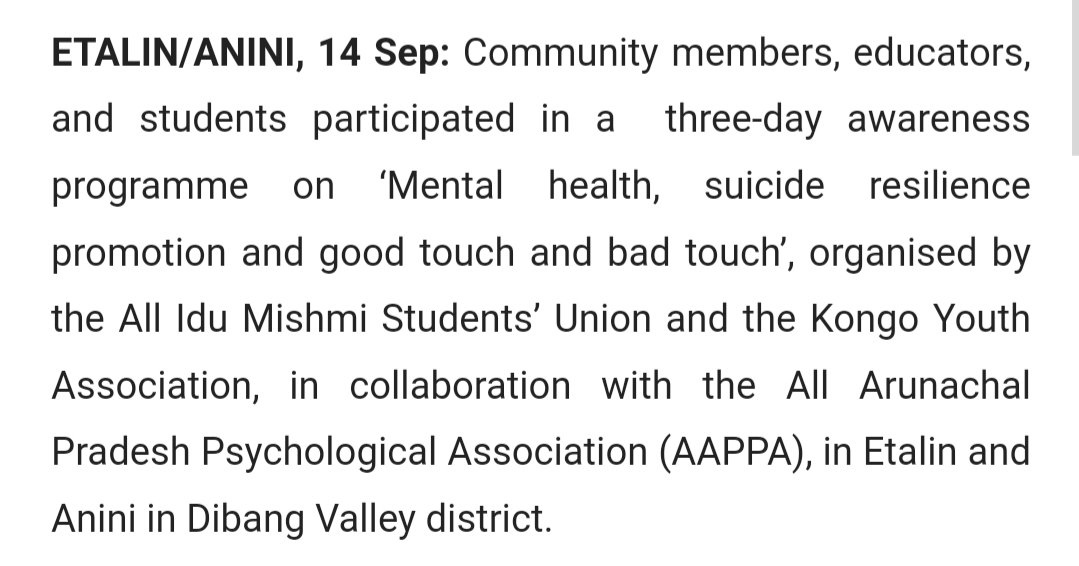 ETALIN/ANINI, 14 Sep: Community members, educators,
and students participated in a three-day awareness
programme on ‘Mental health, suicide resilience
promotion and good touch and bad touch’, organised by
the All Idu Mishmi Students’ Union and the Kongo Youth
Association, in collaboration with the All Arunachal
Pradesh Psychological Association (AAPPA), in Etalin and
Anini in Dibang Valley district.